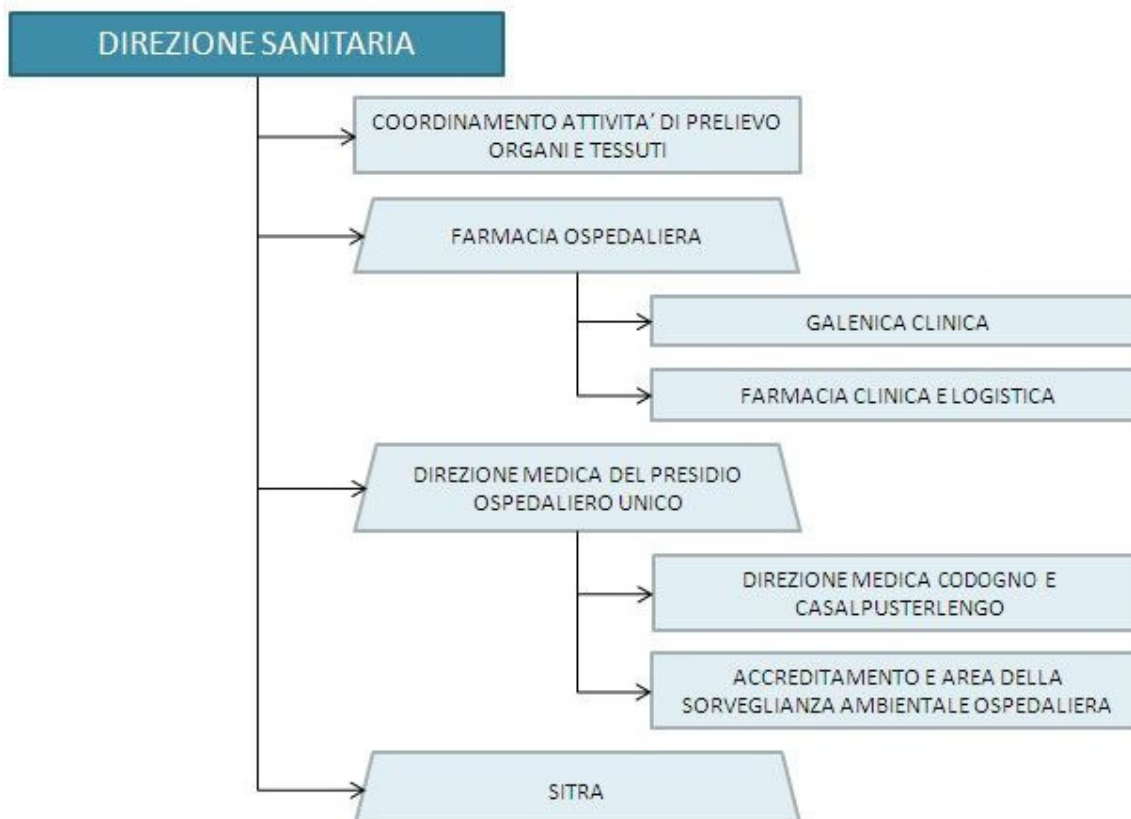 DIREZIONE SANITARIA
COORDINAMENTO ATTIVITA' DI PRELIEVO
ORGANI E TESSUTI
FARMACIA OSPEDALIERA
GALENICA CLINICA
FARMACIA CLINICA E LOGISTICA
DIREZIONE MEDICA DEL PRESIDIO
OSPEDALIERO UNICO
DIREZIONE MEDICA CODOGNO E
CASALPUSTERLENGO
ACCREDITAMENTO E AREA DELLA
SORVEGLIANZA AMBIENTALE OSPEDALIERA
SITRA